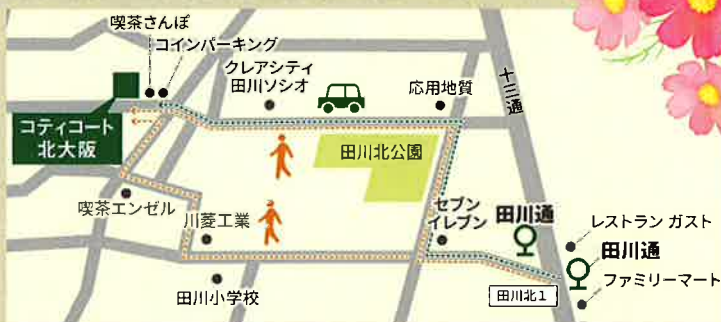 喫茶さんぽ
コインパーキング
クレアシティ
田川ソシオ
応用地質
十三通
コティコート
北大阪
田川北公園
喫茶エンゼル
川菱工業
セブン
イレブン
田川通
レストラン ガスト
田川通
ファミリーマート
田川小学校
田川北1